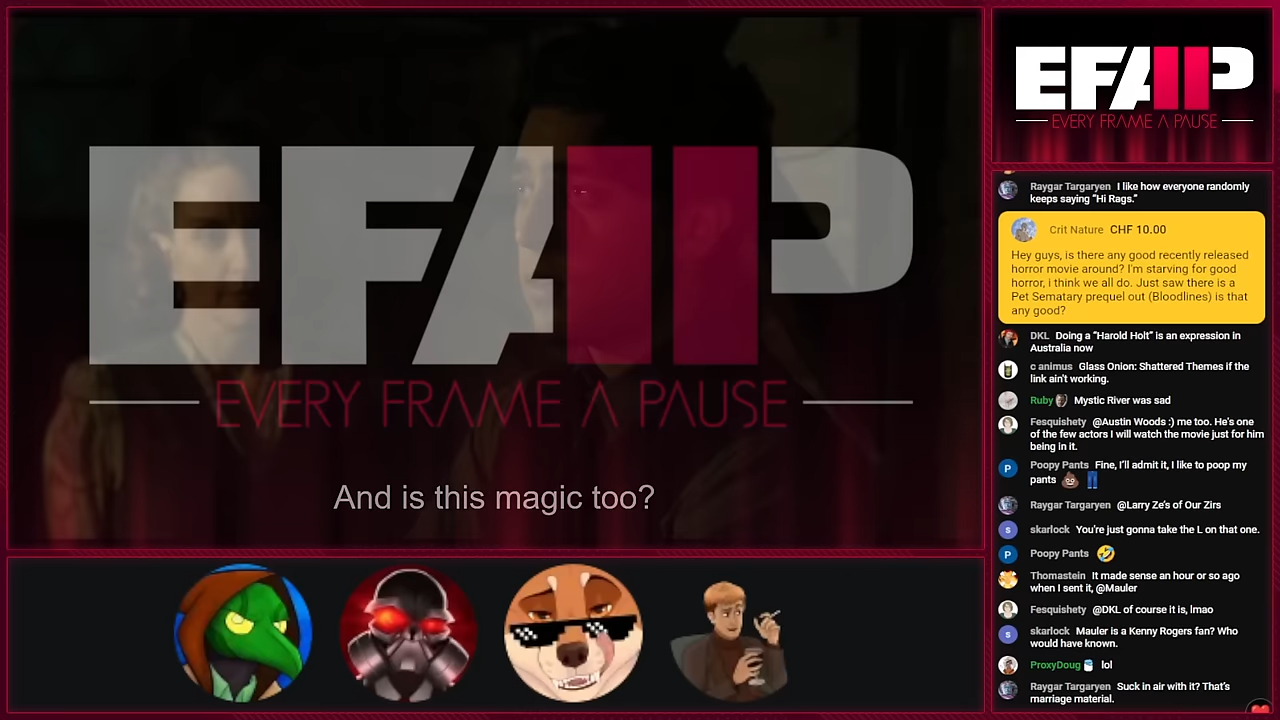 EFAP
EVERY FRAME A PAUSE
And is this magic too?
EFAP
EVERY FRAME A PAUSE
Raygar Targaryen I like how everyone randomly
keeps saying “Hi Rags.”
Crit Nature CHF 10.00
Hey guys, is there any good recently released
horror movie around? I'm starving for good
horror, i think we all do. Just saw there is a
Pet Sematary prequel out (Bloodlines) is that
any good?
DKL Doing a “Harold Holt” is an expression in
Australia now
c animus Glass Onion: Shattered Themes if the
link ain't working.
Ruby Mystic River was sad
Fesquishety @Austin Woods :) me too. He's one
of the few actors I will watch the movie just for him
being in it.
P Poopy Pants Fine, I’ll admit it, I like to poop my
pants 💩 👖
Raygar Targaryen @Larry Ze’s of Our Zirs
s skarlock You're just gonna take the L on that one.
P Poopy Pants 🤣
Thomastein It made sense an hour or so ago
when I sent it, @Mauler
Fesquishety @DKL of course it is, lmao
s skarlock Mauler is a Kenny Rogers fan? Who
would have known.
ProxyDoug lol
Raygar Targaryen Suck in air with it? That’s
marriage material.